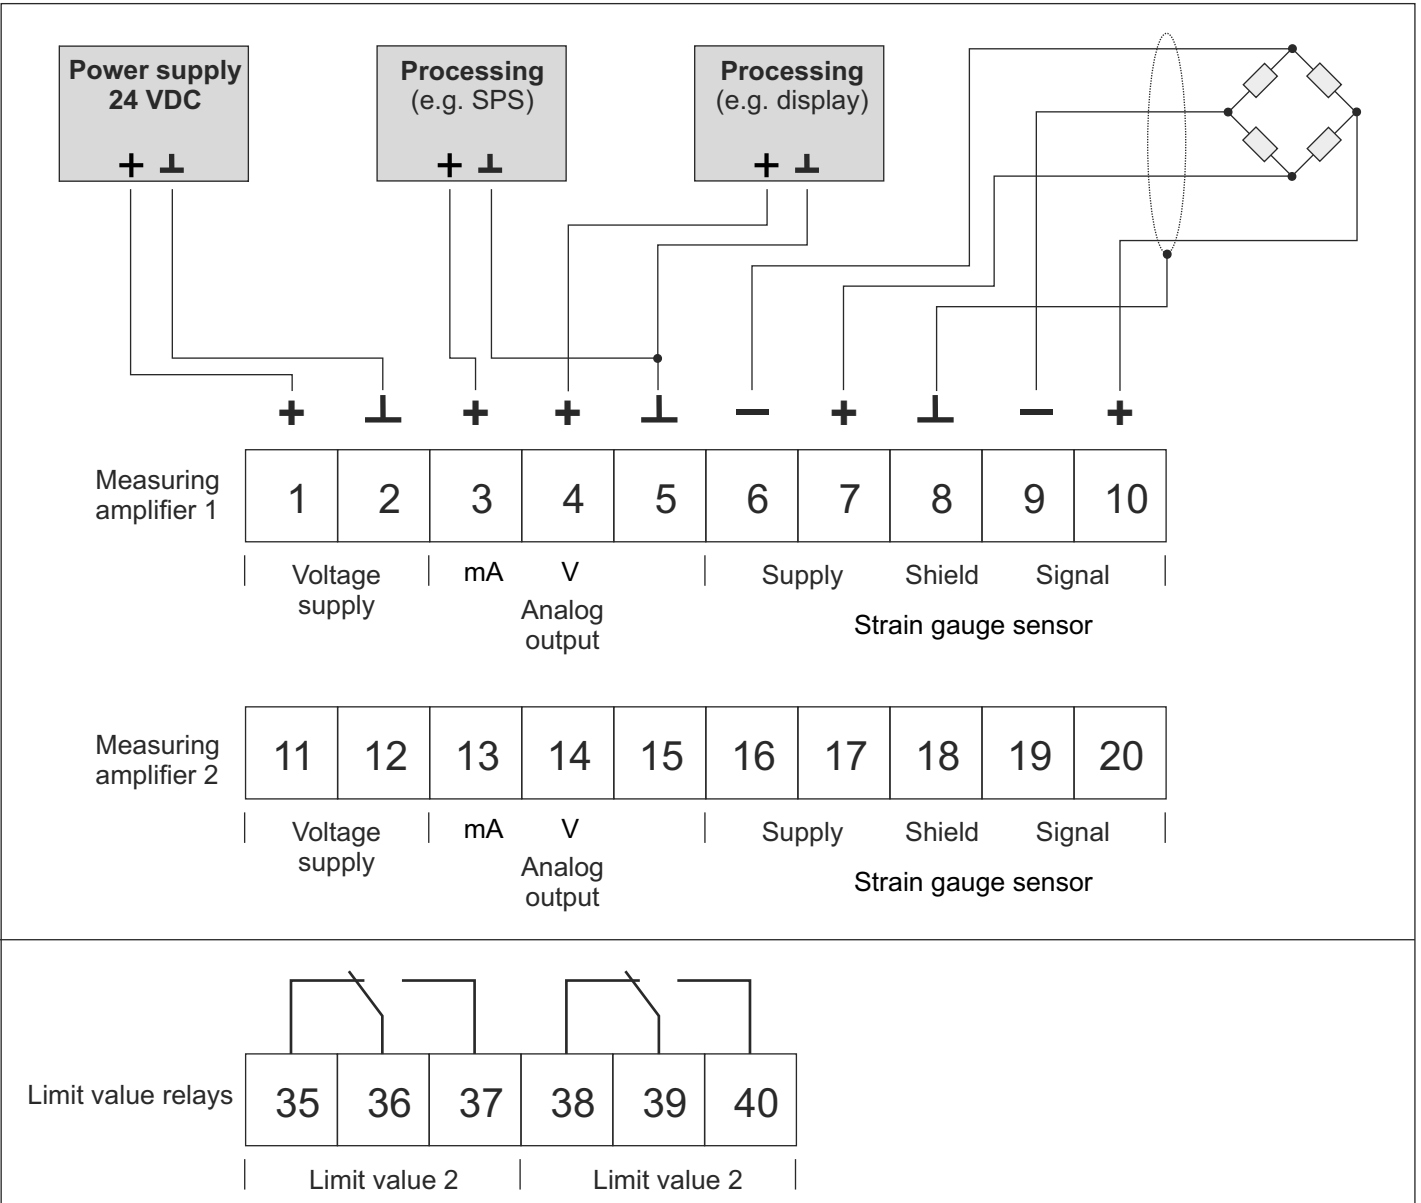 Power supply
24 VDC
+ ⊥
Processing
(e.g. SPS)
+ ⊥
Processing
(e.g. display)
+ ⊥
+ ⊥ + + ⊥ — + ⊥ — +
Measuring
amplifier 1
1 2 3 4 5 6 7 8 9 10
Voltage
supply
mA V
Analog
output
Supply Shield Signal
Strain gauge sensor
Measuring
amplifier 2
11 12 13 14 15 16 17 18 19 20
Voltage
supply
mA V
Analog
output
Supply Shield Signal
Strain gauge sensor
Limit value relays
35 36 37 38 39 40
Limit value 2 Limit value 2